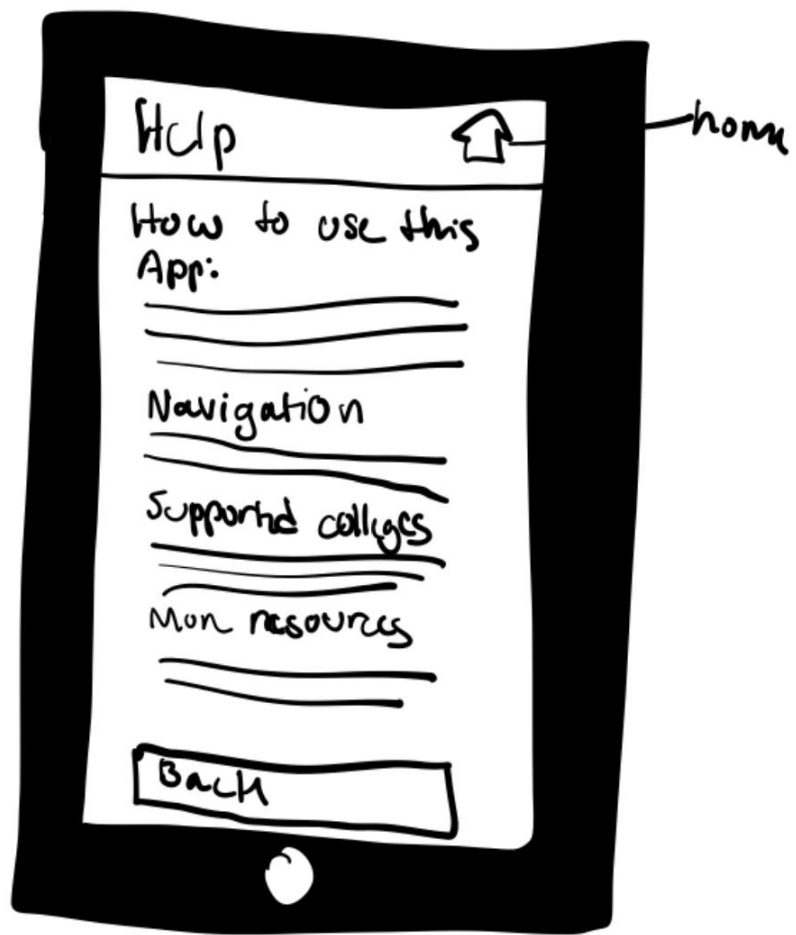 Help
home
How to use this
App:
Navigation
Supported colleges
More resources
Back